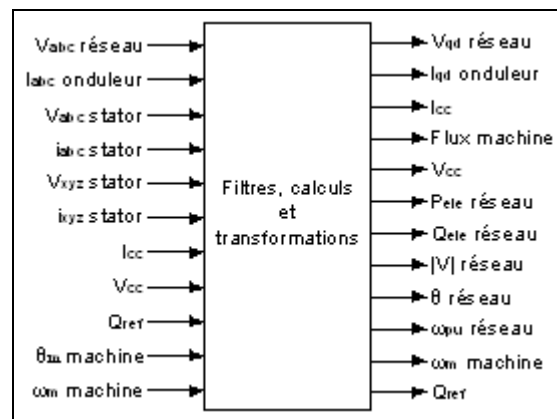 Vabc réseau
Iabc onduleur
Vabc stator
iabc stator
Vxyz stator
ixyz stator
Icc
Vcc
Qref
θm machine
ωm machine
Filtres, calculs
et
transformations
Vqd réseau
Iqd onduleur
Icc
Flux machine
Vcc
Pele réseau
Qele réseau
|V| réseau
θ réseau
ωpu réseau
ωm machine
Qref